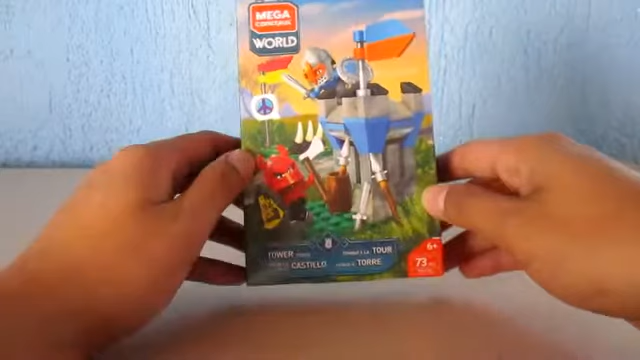 MEGA
CONSTRUX
WORLD
TOWER
TOUR
CASTILLO
TORRE
6+
73